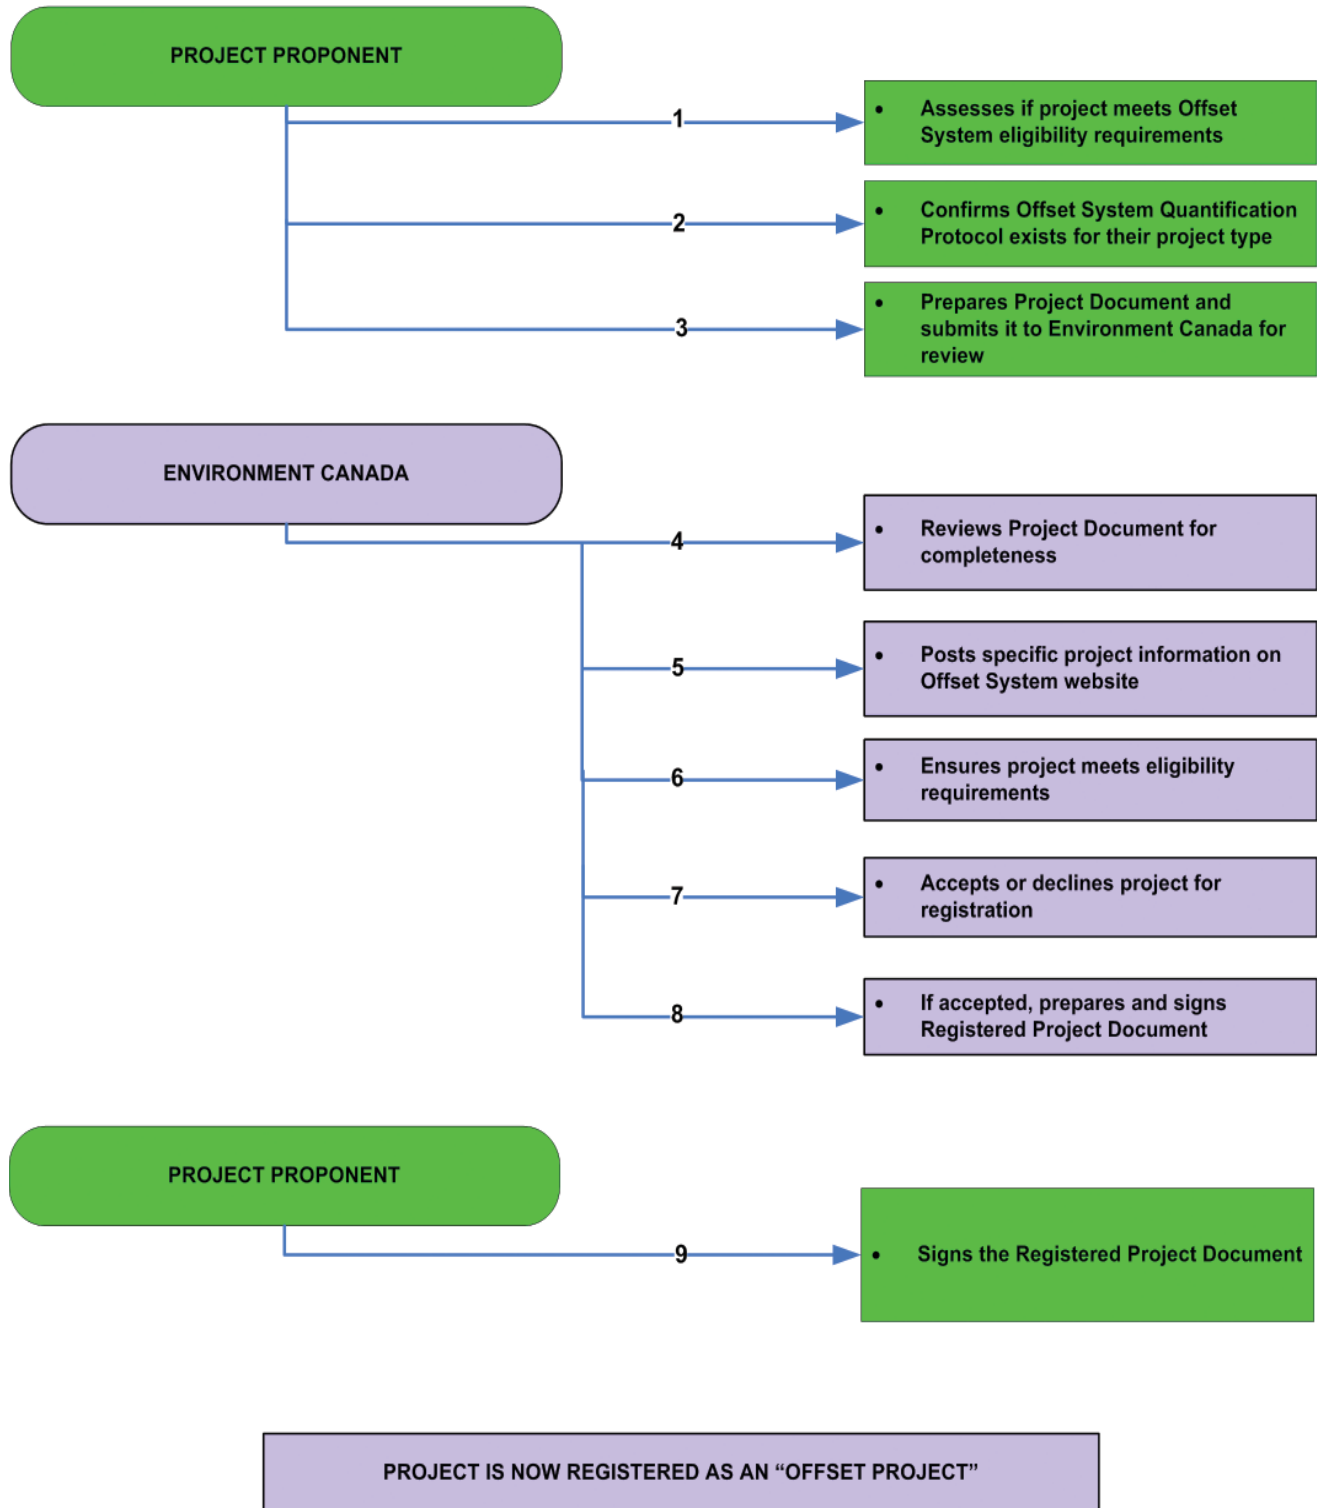 PROJECT PROPONENT
1
• Assesses if project meets Offset
System eligibility requirements
2
• Confirms Offset System Quantification
Protocol exists for their project type
3
• Prepares Project Document and
submits it to Environment Canada for
review
ENVIRONMENT CANADA
4
• Reviews Project Document for
completeness
5
• Posts specific project information on
Offset System website
6
• Ensures project meets eligibility
requirements
7
• Accepts or declines project for
registration
8
• If accepted, prepares and signs
Registered Project Document
PROJECT PROPONENT
9
• Signs the Registered Project Document
PROJECT IS NOW REGISTERED AS AN “OFFSET PROJECT”